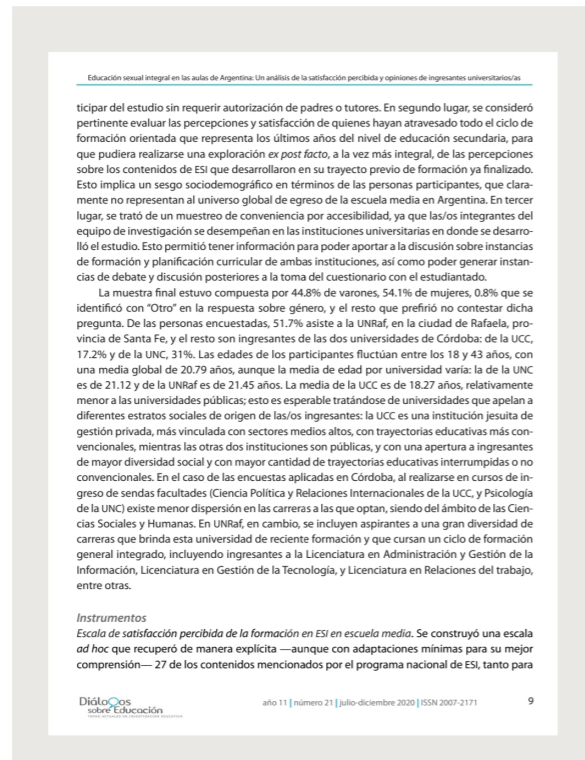 Educación sexual integral en las aulas de Argentina: Un análisis de la satisfacción percibida y opiniones de ingresantes universitarios/as
ticipar del estudio sin requerir autorización de padres o tutores. En segundo lugar, se consideró
pertinente evaluar las percepciones y satisfacción de quienes hayan atravesado todo el ciclo de
formación orientada que representa los últimos años del nivel de educación secundaria, para
que pudiera realizarse una exploración ex post facto, a la vez más integral, de las percepciones
sobre los contenidos de ESI que desarrollaron en su trayecto previo de formación ya finalizado.
Esto implica un sesgo sociodemográfico en términos de las personas participantes, que clara-
mente no representan al universo global de egreso de la escuela media en Argentina. En tercer
lugar, se trató de un muestreo de conveniencia por accesibilidad, ya que las/os integrantes del
equipo de investigación se desempeñan en las instituciones universitarias en donde se desarro-
lló el estudio. Esto permitió tener información para poder aportar a la discusión sobre instancias
de formación y planificación curricular de ambas instituciones, así como poder generar instan-
cias de debate y discusión posteriores a la toma del cuestionario con el estudiantado.
La muestra final estuvo compuesta por 44.8% de varones, 54.1% de mujeres, 0.8% que se
identificó con "Otro" en la respuesta sobre género, y el resto que prefirió no contestar dicha
pregunta. De las personas encuestadas, 51.7% asiste a la UNRaf, en la ciudad de Rafaela, pro-
vincia de Santa Fe, y el resto son ingresantes de las dos universidades de Córdoba: de la UCC,
17.2% y de la UNC, 31%. Las edades de los participantes fluctúan entre los 18 y 43 años, con
una media global de 20.79 años, aunque la media de edad por universidad varía: la de la UNC
es de 21.12 y de la UNRaf es de 21.45 años. La media de la UCC es de 18.27 años, relativamente
menor a las universidades públicas; esto es esperable tratándose de universidades que apelan a
diferentes estratos sociales de origen de las/os ingresantes: la UCC es una institución jesuita de
gestión privada, más vinculada con sectores medios altos, con trayectorias educativas más con-
vencionales, mientras las otras dos instituciones son públicas, y con una apertura a ingresantes
de mayor diversidad social y con mayor cantidad de trayectorias educativas interrumpidas o no
convencionales. En el caso de las encuestas aplicadas en Córdoba, al realizarse en cursos de in-
greso de sendas facultades (Ciencia Política y Relaciones Internacionales de la UCC, y Psicología
de la UNC) existe menor dispersión en las carreras a las que optan, siendo del ámbito de las Cien-
cias Sociales y Humanas. En UNRaf, en cambio, se incluyen aspirantes a una gran diversidad de
carreras que brinda esta universidad de reciente formación y que cursan un ciclo de formación
general integrado, incluyendo ingresantes a la Licenciatura en Administración y Gestión de la
Información, Licenciatura en Gestión de la Tecnología, y Licenciatura en Relaciones del trabajo,
entre otras.
Instrumentos
Escala de satisfacción percibida de la formación en ESI en escuela media. Se construyó una escala
ad hoc que recuperó de manera explícita —aunque con adaptaciones mínimas para su mejor
comprensión— 27 de los contenidos mencionados por el programa nacional de ESI, tanto para
Diálogos
sobre Educación
TEMAS ACTUALES EN INVESTIGACIÓN EDUCATIVA
año 11 | número 21 | julio-diciembre 2020 | ISSN 2007-2171
9